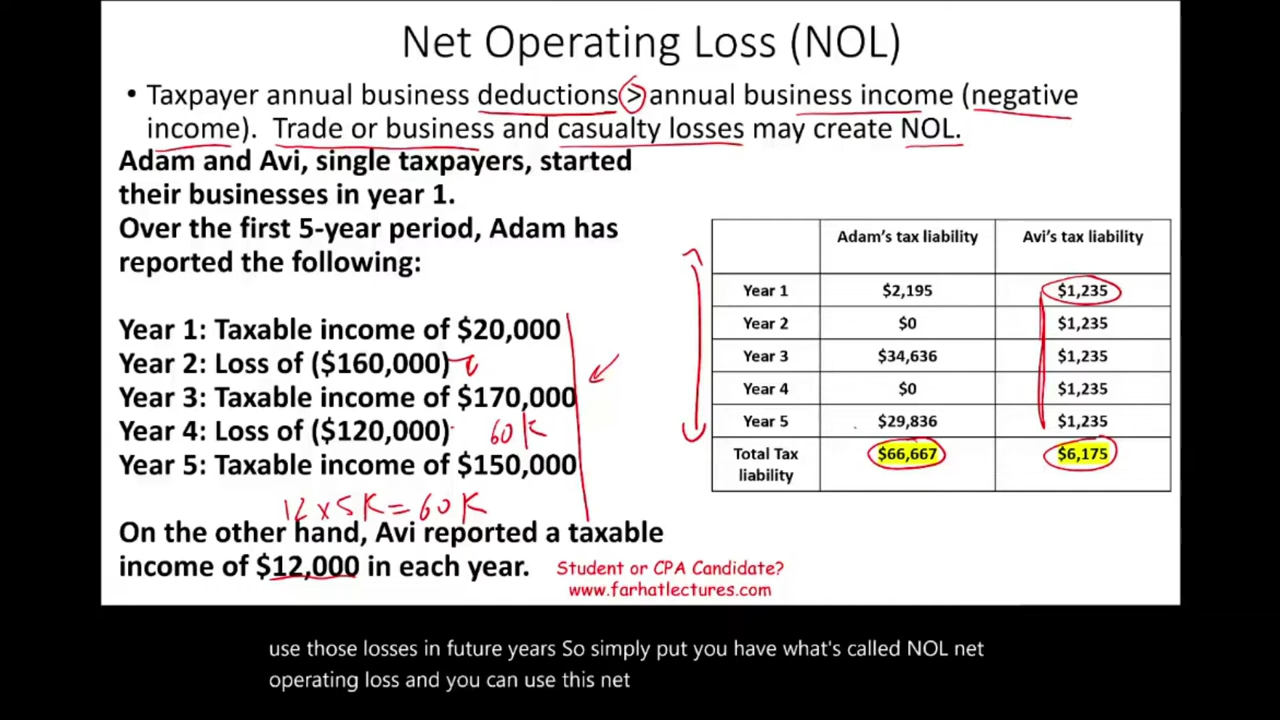 Net Operating Loss (NOL)
• Taxpayer annual business deductions > annual business income (negative
income). Trade or business and casualty losses may create NOL.
Adam and Avi, single taxpayers, started
their businesses in year 1.
Over the first 5-year period, Adam has
reported the following:
Year 1: Taxable income of $20,000
Year 2: Loss of ($160,000)
Year 3: Taxable income of $170,000
Year 4: Loss of ($120,000) 60 K
Year 5: Taxable income of $150,000
12 x 5 K = 60 K
On the other hand, Avi reported a taxable
income of $12,000 in each year.
Adam's tax liability Avi's tax liability
Year 1 $2,195 $1,235
Year 2 $0 $1,235
Year 3 $34,636 $1,235
Year 4 $0 $1,235
Year 5 $29,836 $1,235
Total Tax
liability $66,667 $6,175
Student or CPA Candidate?
www.farhatlectures.com
use those losses in future years So simply put you have what's called NOL net
operating loss and you can use this net